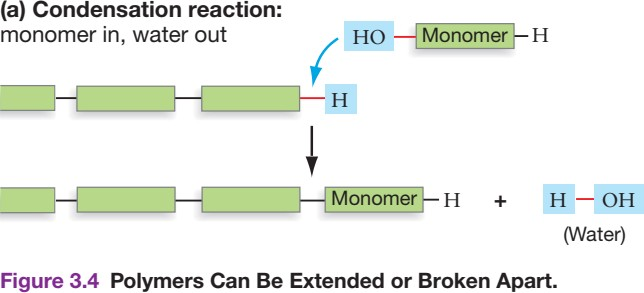 (a) Condensation reaction:
monomer in, water out
HO Monomer H
H
Monomer H + H OH
(Water)
Figure 3.4 Polymers Can Be Extended or Broken Apart.